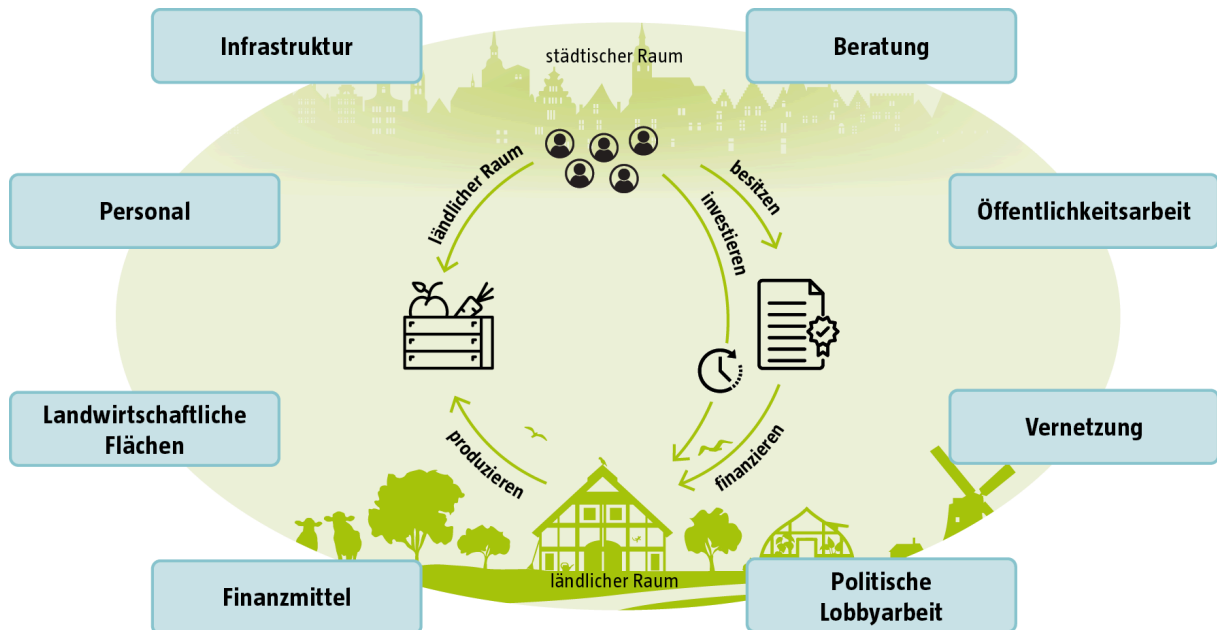 Infrastruktur
städtischer Raum
Beratung
Personal
ländlicher Raum
besitzen
investieren
Öffentlichkeitsarbeit
Landwirtschaftliche
Flächen
produzieren
finanzieren
Vernetzung
Finanzmittel
ländlicher Raum
Politische
Lobbyarbeit